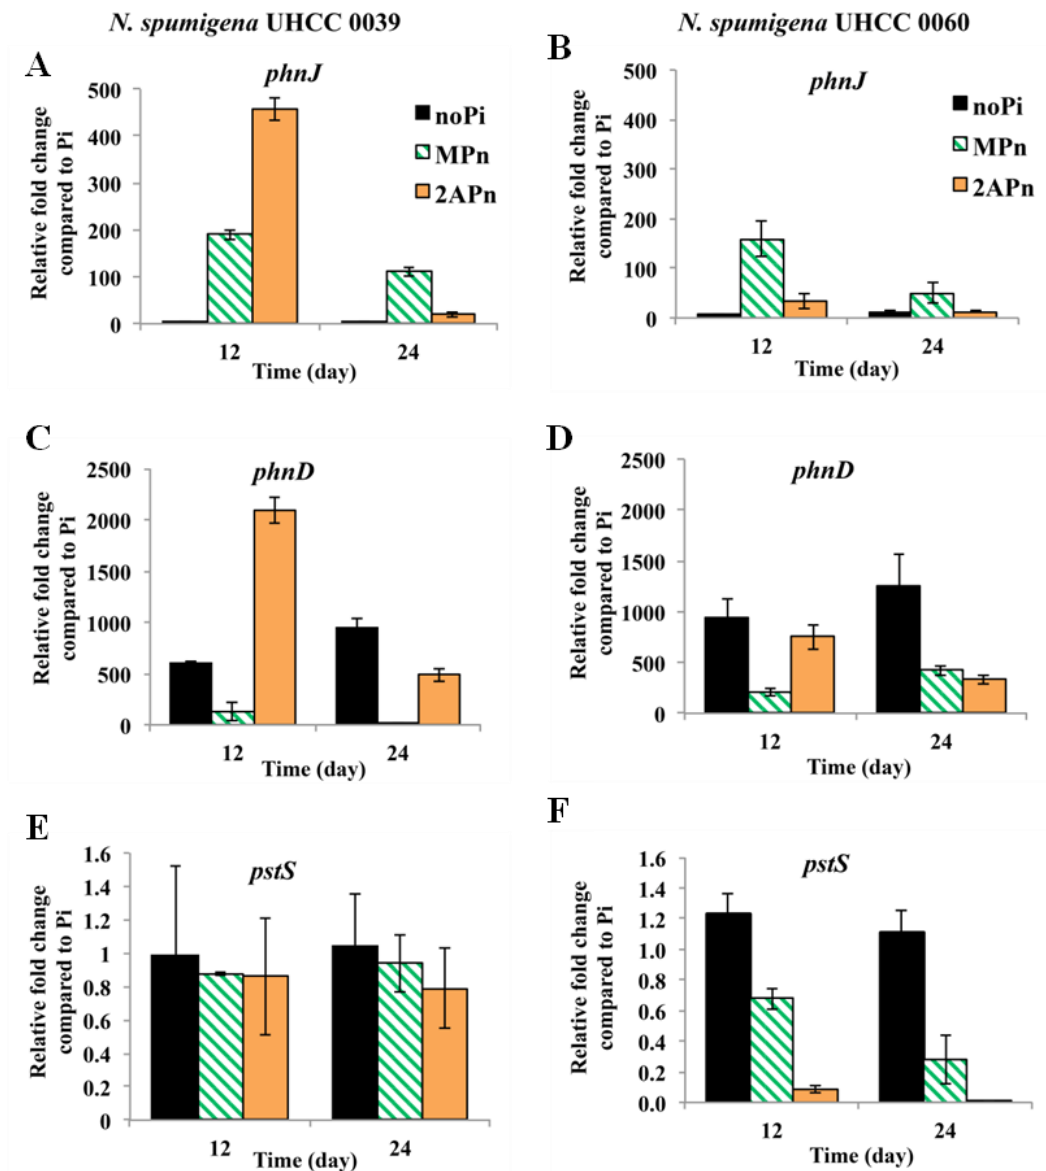 N. spumigena UHCC 0039
N. spumigena UHCC 0060
A
phnJ
Relative fold change
compared to Pi
500
400
300
200
100
0
noPi
MPn
2APn
12
24
Time (day)
B
phnJ
Relative fold change
compared to Pi
500
400
300
200
100
0
noPi
MPn
2APn
12
24
Time (day)
C
phnD
Relative fold change
compared to Pi
2500
2000
1500
1000
500
0
12
24
Time (day)
D
phnD
Relative fold change
compared to Pi
2500
2000
1500
1000
500
0
12
24
Time (day)
E
pstS
Relative fold change
compared to Pi
1.6
1.4
1.2
1
0.8
0.6
0.4
0.2
0
12
24
Time (day)
F
pstS
Relative fold change
compared to Pi
1.6
1.4
1.2
1.0
0.8
0.6
0.4
0.2
0.0
12
24
Time (day)